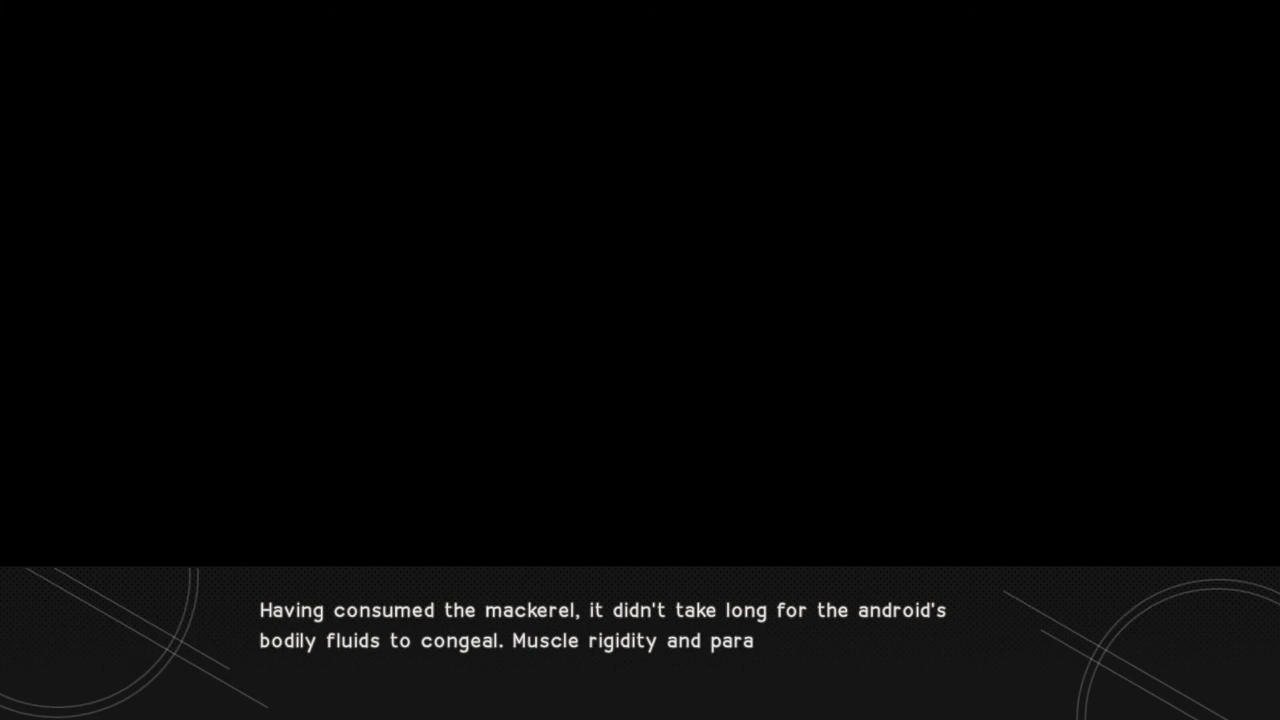 Having consumed the mackerel, it didn't take long for the android's
bodily fluids to congeal. Muscle rigidity and para